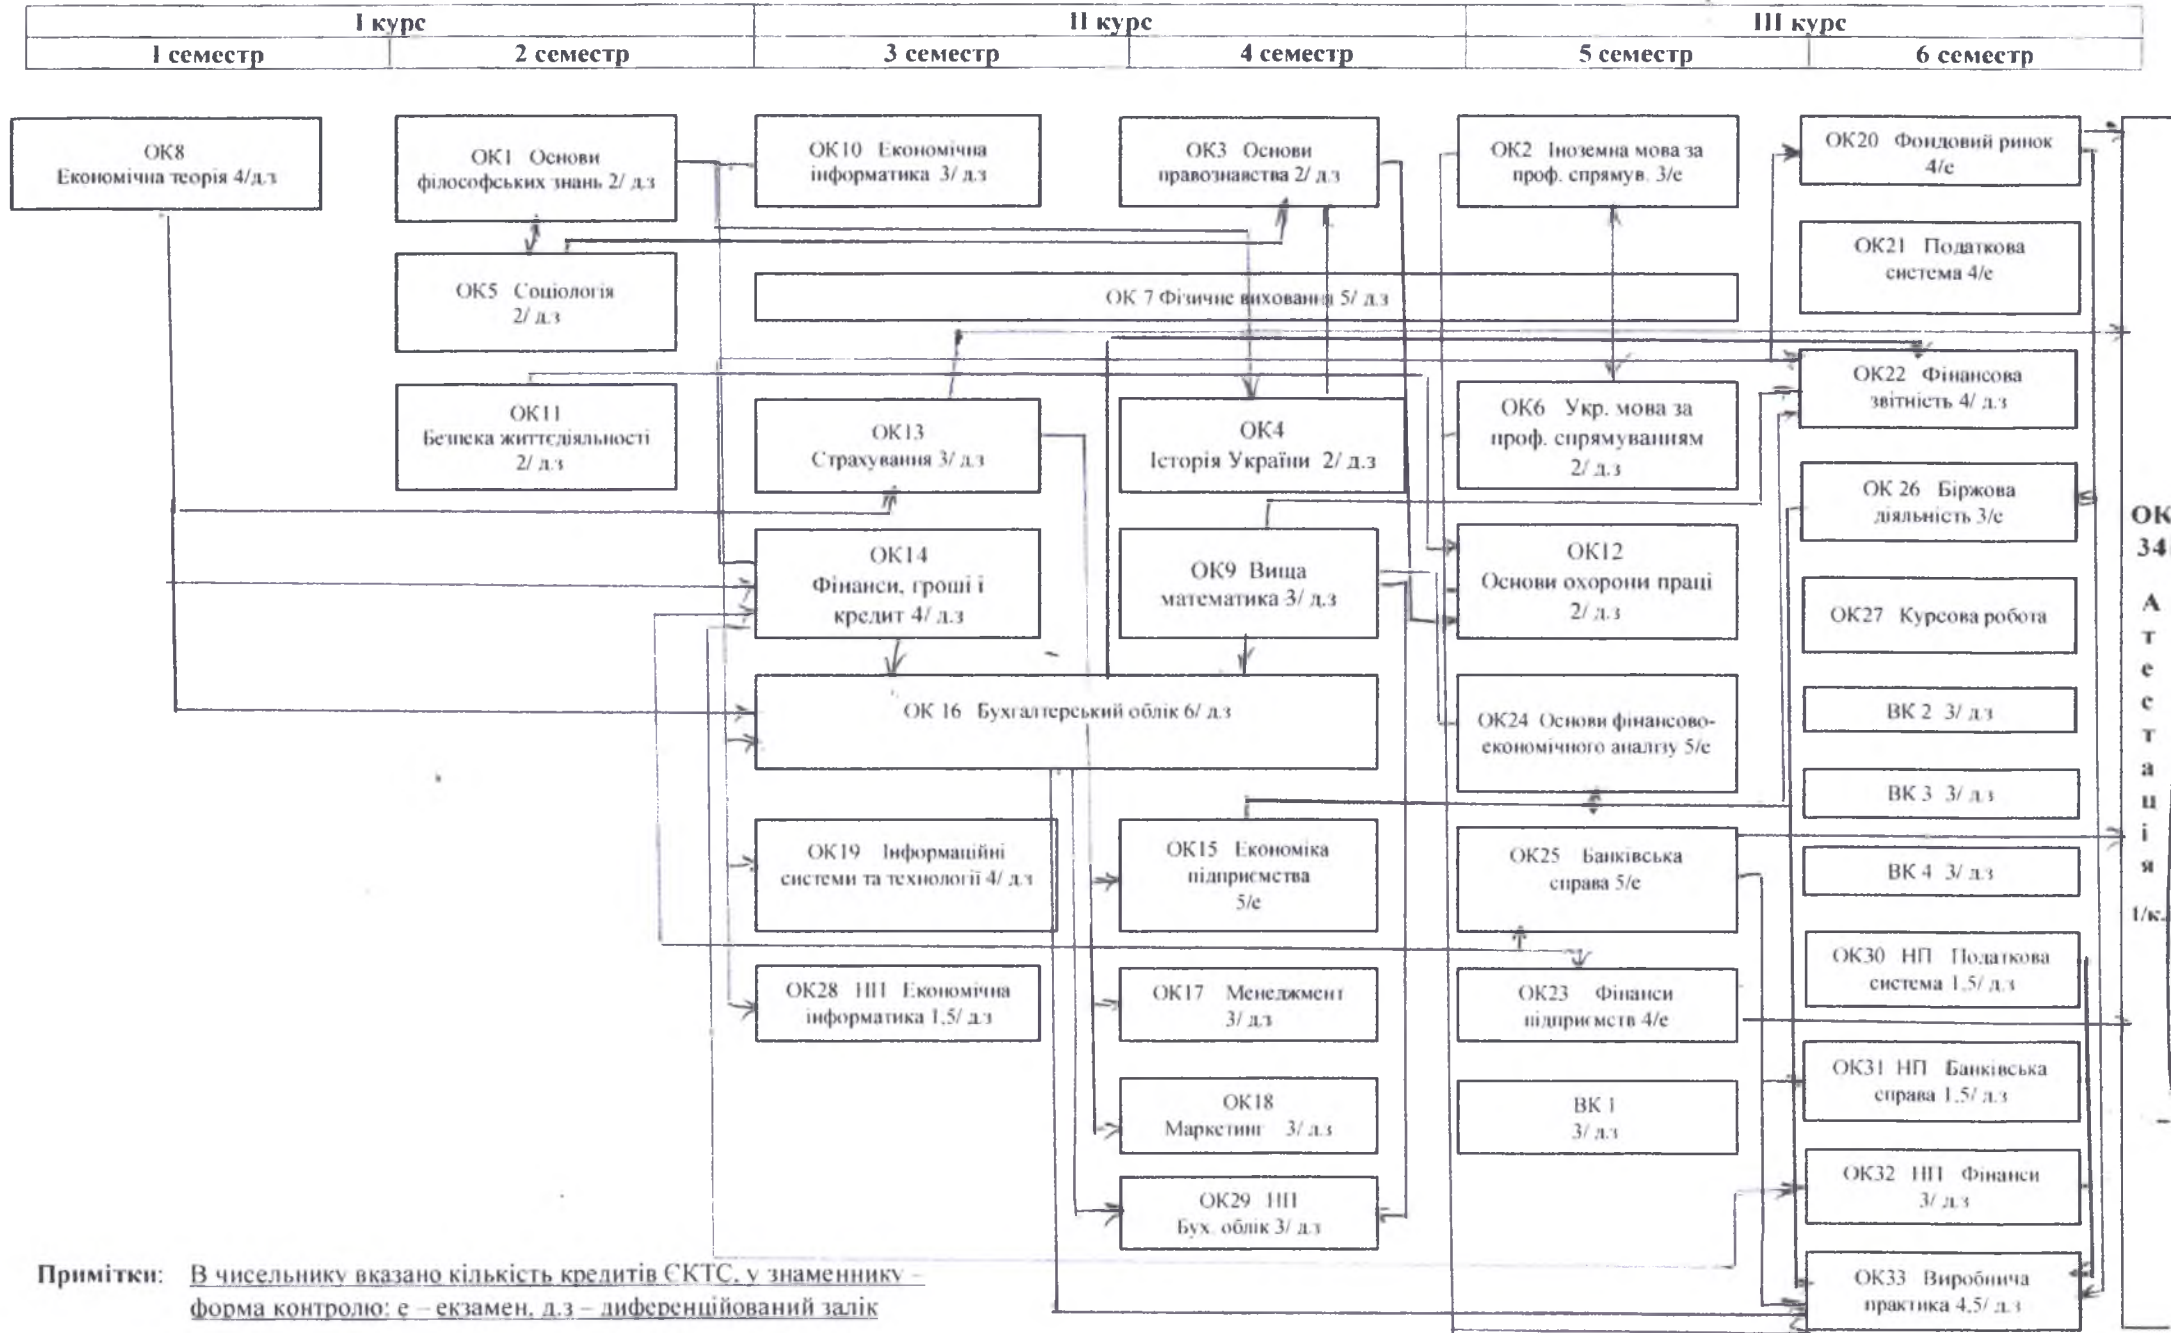 I курс
II курс
III курс
1 семестр
2 семестр
3 семестр
4 семестр
5 семестр
6 семестр
ОК8
Економічна теорія 4/д.з
ОК1 Основи
філософських знань 2/ д.з
ОК5 Соціологія
2/ д.з
ОК11
Безпека життєдіяльності
2/ д.з
ОК10 Економічна
інформатика 3/ д.з
ОК 7 Фізичне виховання 5/ д.з
ОК13
Страхування 3/ д.з
ОК14
Фінанси, гроші і
кредит 4/ д.з
ОК 16 Бухгалтерський облік 6/ д.з
ОК19 Інформаційні
системи та технології 4/ д.з
ОК28 НП Економічна
інформатика 1,5/ д.з
ОК3 Основи
правознавства 2/ д.з
ОК4
Історія України 2/ д.з
ОК9 Вища
математика 3/ д.з
ОК15 Економіка
підприємства
5/е
ОК17 Менеджмент
3/ д.з
ОК18
Маркетинг 3/ д.з
ОК29 НП
Бух. облік 3/ д.з
ОК2 Іноземна мова за
проф. спрямув. 3/е
ОК6 Укр. мова за
проф. спрямуванням
2/ д.з
ОК12
Основи охорони праці
2/ д.з
ОК24 Основи фінансово-
економічного аналізу 5/е
ОК25 Банківська
справа 5/е
ОК23 Фінанси
підприємств 4/е
ВК 1
3/ д.з
ОК20 Фондовий ринок
4/е
ОК21 Податкова
система 4/е
ОК22 Фінансова
звітність 4/ д.з
ОК 26 Біржова
діяльність 3/е
ОК27 Курсова робота
ВК 2 3/ д.з
ВК 3 3/ д.з
ВК 4 3/ д.з
ОК30 НП Податкова
система 1,5/ д.з
ОК31 НП Банківська
справа 1,5/ д.з
ОК32 НП Фінанси
3/ д.з
ОК33 Виробнича
практика 4,5/ д.з
ОК
34
А
т
е
с
т
а
ц
і
я
1/к.
Примітки: В чисельнику вказано кількість кредитів ЄКТС, у знаменнику –
форма контролю: е – екзамен, д.з – диференційований залік